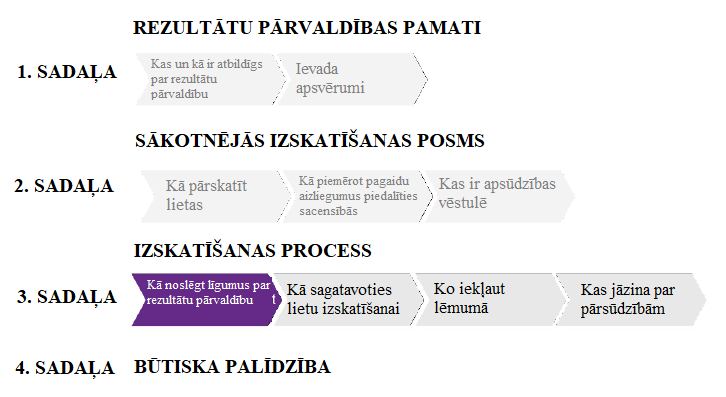 REZULTĀTU PĀRVALDĪBAS PAMATI
1. SADAĻA
Kas un kā ir atbildīgs
par rezultātu
pārvaldību
Ievada
apsvērumi
SĀKOTNĒJĀS IZSKATĪŠANAS POSMS
2. SADAĻA
Kā pārskatīt
lietas
Kā piemērot pagaidu
aizliegumus piedalīties
sacensībās
Kas ir apsūdzības
vēstulē
IZSKATĪŠANAS PROCESS
3. SADAĻA
Kā noslēgt līgumus par
rezultātu pārvaldību t
Kā sagatavoties
lietu izskatīšanai
Ko iekļaut
lēmumā
Kas jāzina par
pārsūdzībām
4. SADAĻA
BŪTISKA PALĪDZĪBA